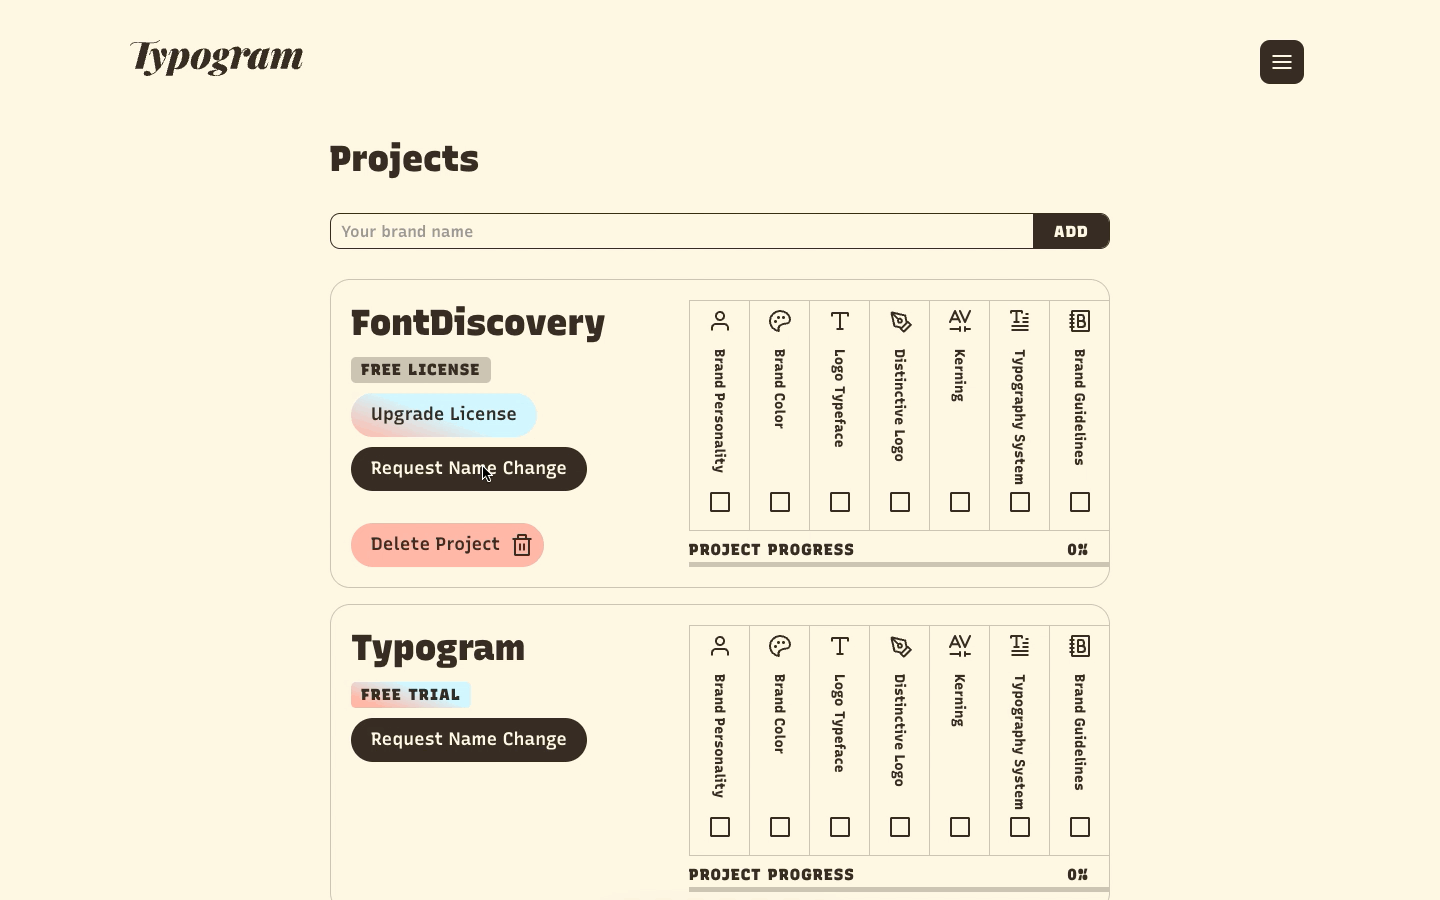 Typogram
Projects
Your brand name
ADD
FontDiscovery
FREE LICENSE
Upgrade License
Request Name Change
Delete Project
Brand Personality
Brand Color
Logo Typeface
Distinctive Logo
Kerning
Typography System
Brand Guidelines
PROJECT PROGRESS 0%
Typogram
FREE TRIAL
Request Name Change
Brand Personality
Brand Color
Logo Typeface
Distinctive Logo
Kerning
Typography System
Brand Guidelines
PROJECT PROGRESS 0%